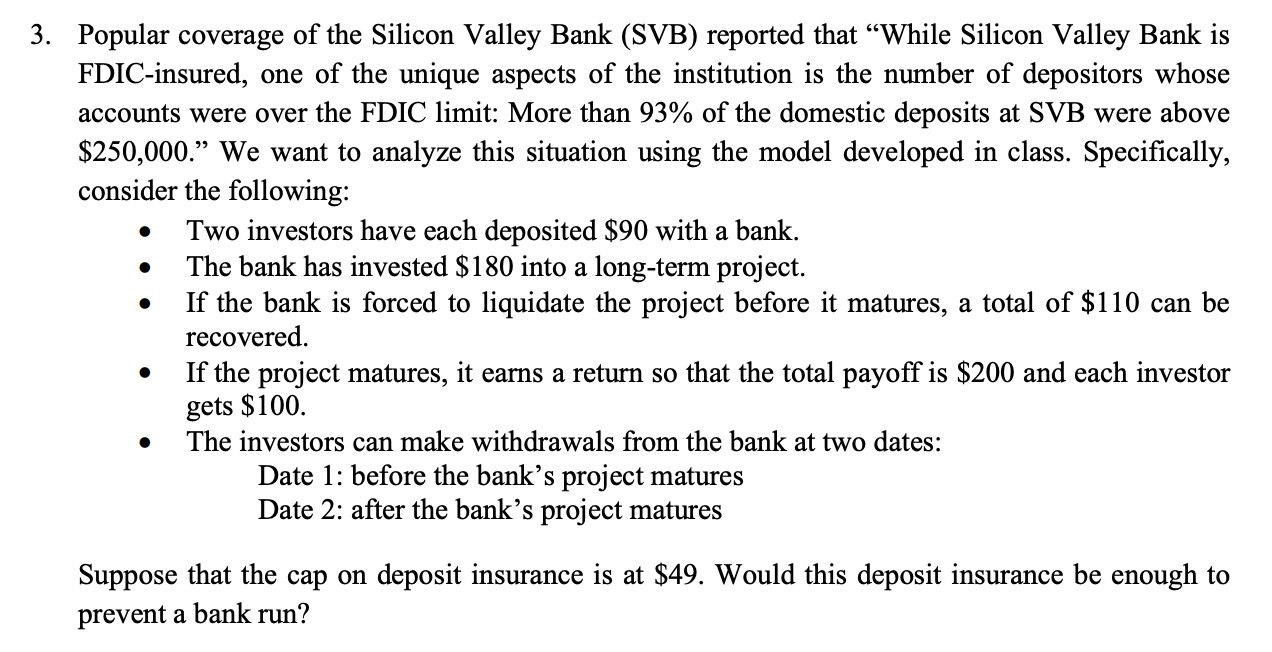 3. Popular coverage of the Silicon Valley Bank (SVB) reported that “While Silicon Valley Bank is
FDIC-insured, one of the unique aspects of the institution is the number of depositors whose
accounts were over the FDIC limit: More than 93% of the domestic deposits at SVB were above
$250,000.” We want to analyze this situation using the model developed in class. Specifically,
consider the following:
• Two investors have each deposited $90 with a bank.
• The bank has invested $180 into a long-term project.
• If the bank is forced to liquidate the project before it matures, a total of $110 can be
recovered.
• If the project matures, it earns a return so that the total payoff is $200 and each investor
gets $100.
• The investors can make withdrawals from the bank at two dates:
Date 1: before the bank’s project matures
Date 2: after the bank’s project matures
Suppose that the cap on deposit insurance is at $49. Would this deposit insurance be enough to
prevent a bank run?